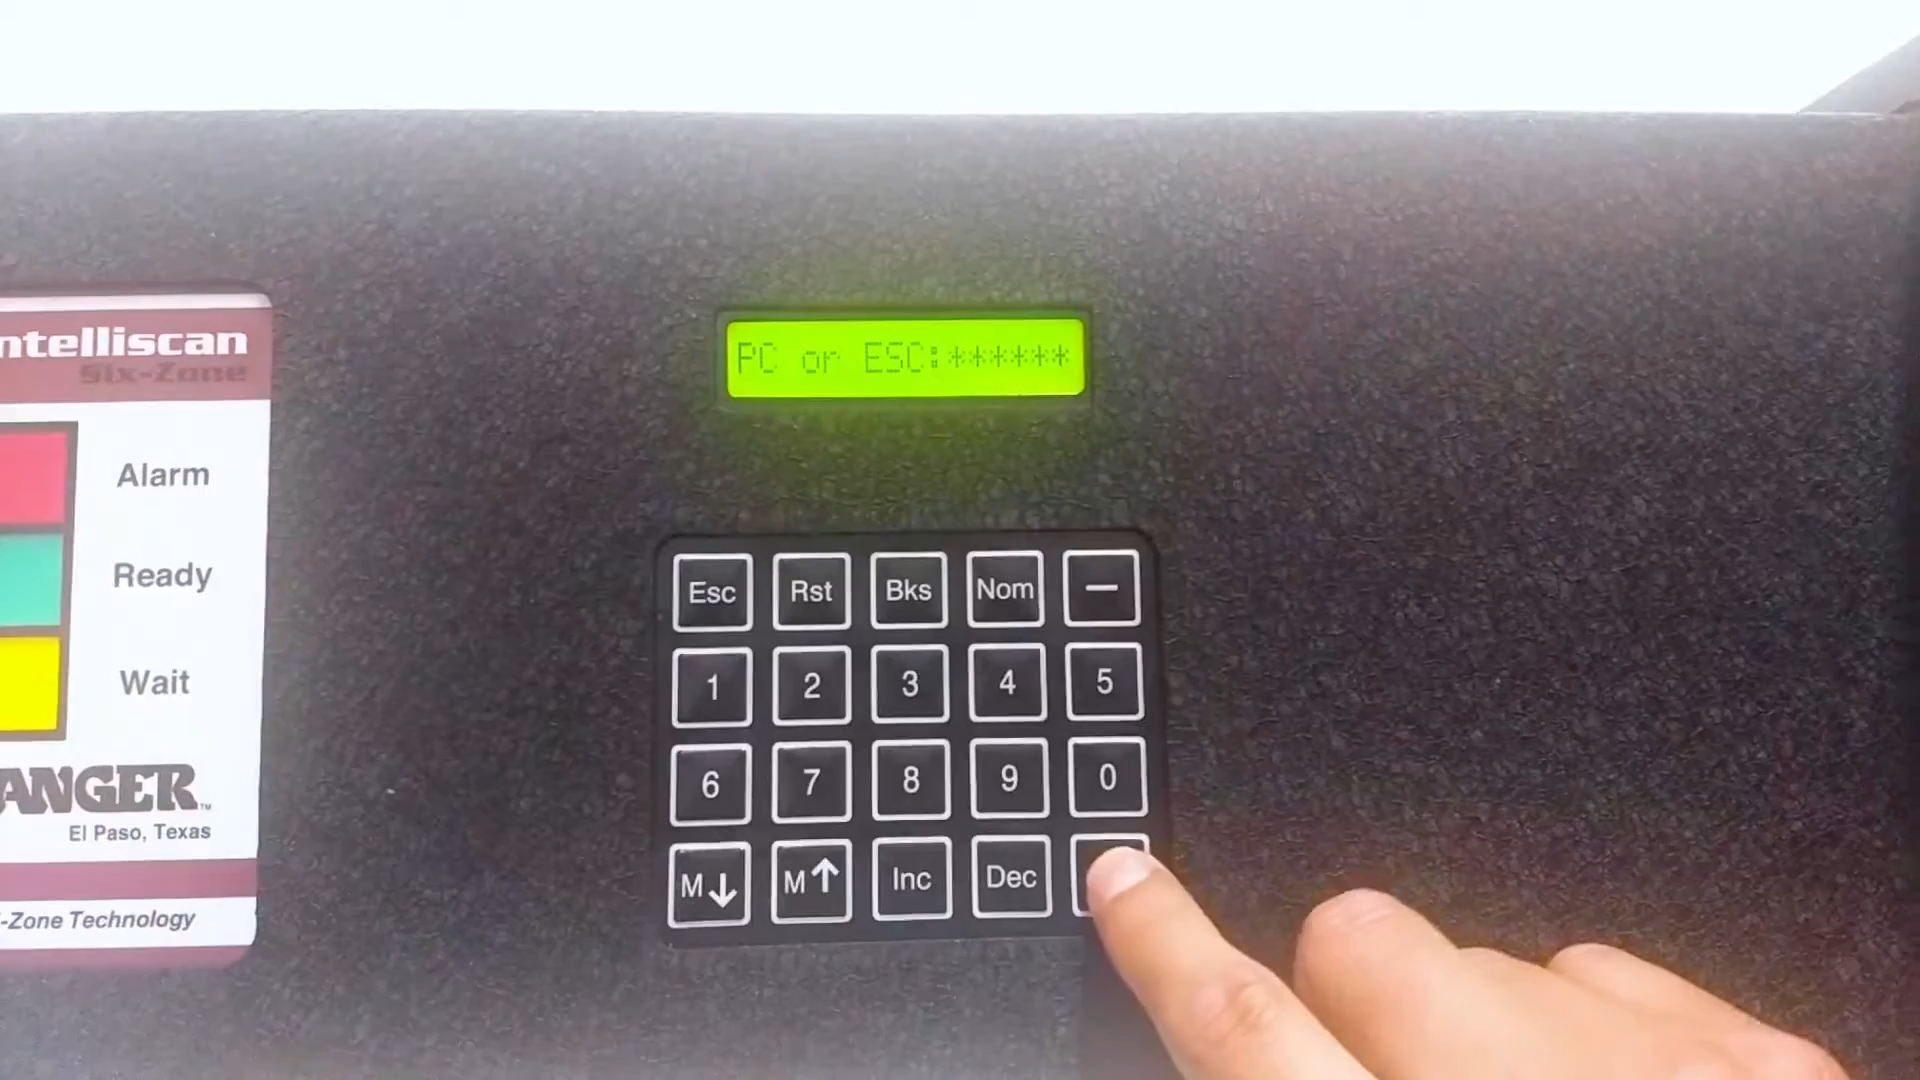 ntelliscan
Six-Zone
Alarm
Ready
Wait
ANGER™
El Paso, Texas
-Zone Technology
PC or ESC:******
Esc Rst Bks Nom —
1 2 3 4 5
6 7 8 9 0
M↓ M↑ Inc Dec